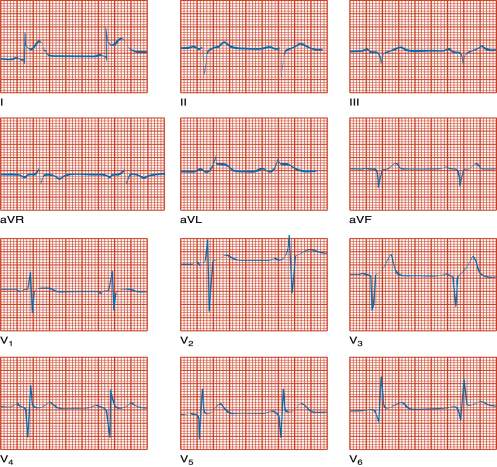 I II III
aVR aVL aVF
V₁ V₂ V₃
V₄ V₅ V₆